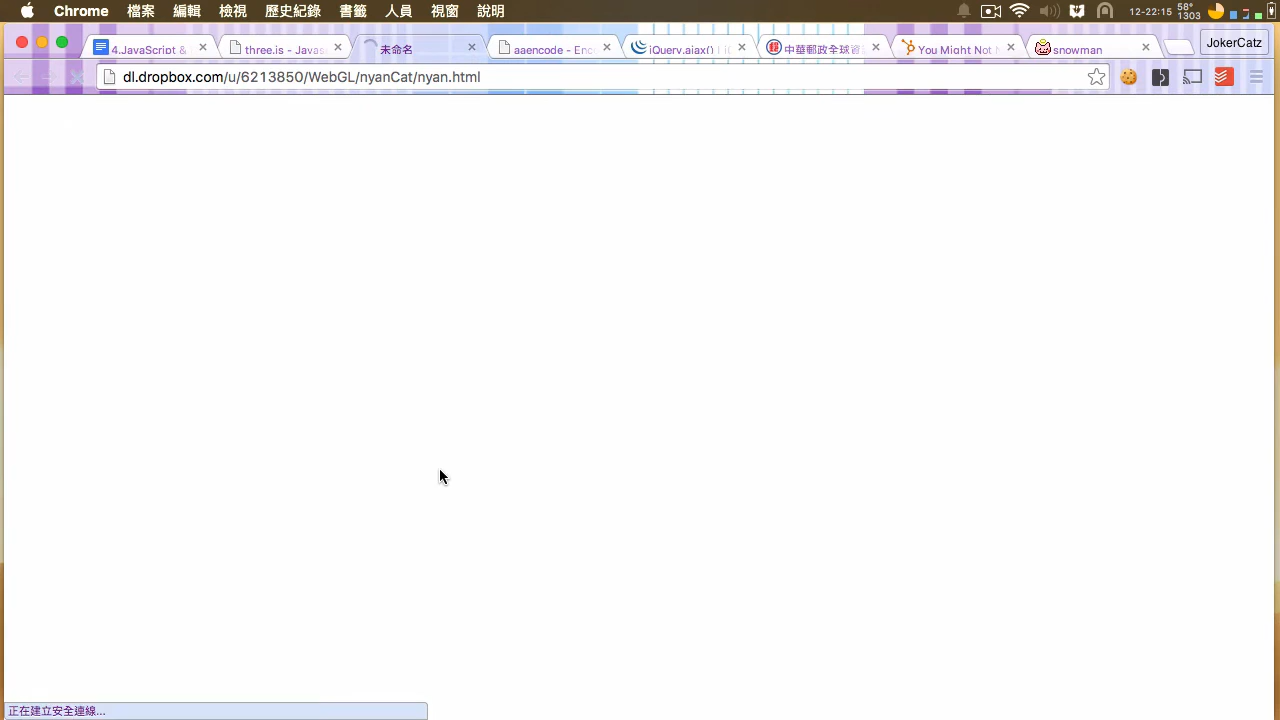 Chrome 檔案 編輯 檢視 歷史紀錄 書籤 人員 視窗 說明 12-22:15 58° 1303
4.JavaScript & three.js - Javas 未命名 aaencode - Enc jQuery.ajax() | jQ 中華郵政全球資 You Might Not N snowman JokerCatz
dl.dropbox.com/u/6213850/WebGL/nyanCat/nyan.html
正在建立安全連線...